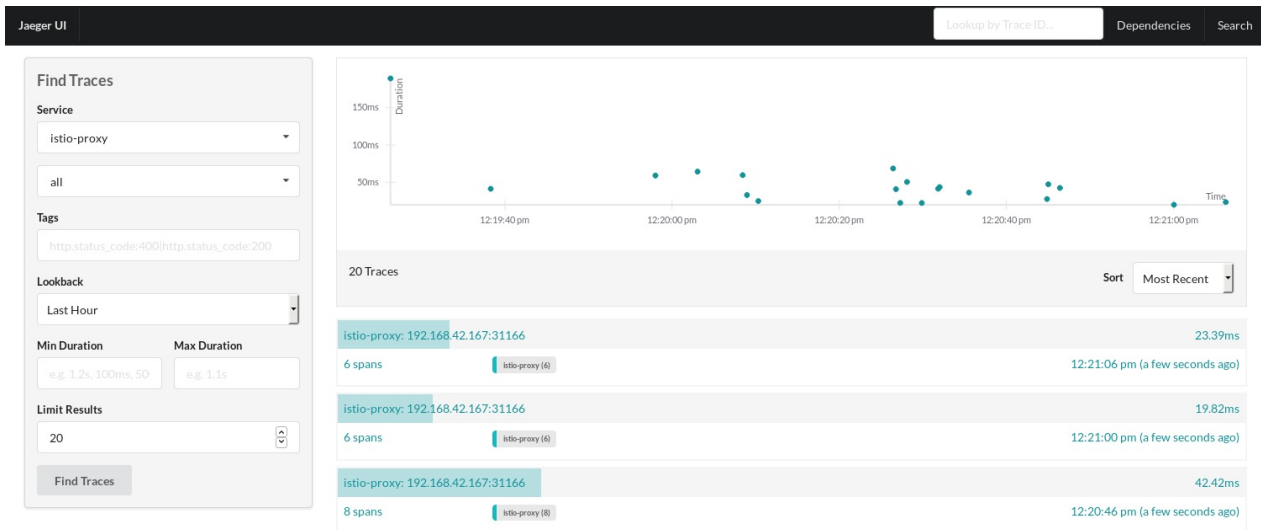 Jaeger UI
Lookup by Trace ID...
Dependencies
Search
Find Traces
Service
istio-proxy
all
Tags
http.status_code:400|http.status_code:200
Lookback
Last Hour
Min Duration
Max Duration
e.g. 1.2s, 100ms, 50
e.g. 1.1s
Limit Results
20
Find Traces
Duration
150ms
100ms
50ms
Time
12:19:40 pm
12:20:00 pm
12:20:20 pm
12:20:40 pm
12:21:00 pm
20 Traces
Sort
Most Recent
istio-proxy: 192.168.42.167:31166
23.39ms
6 spans
istio-proxy (6)
12:21:06 pm (a few seconds ago)
istio-proxy: 192.168.42.167:31166
19.82ms
6 spans
istio-proxy (6)
12:21:00 pm (a few seconds ago)
istio-proxy: 192.168.42.167:31166
42.42ms
8 spans
istio-proxy (8)
12:20:46 pm (a few seconds ago)